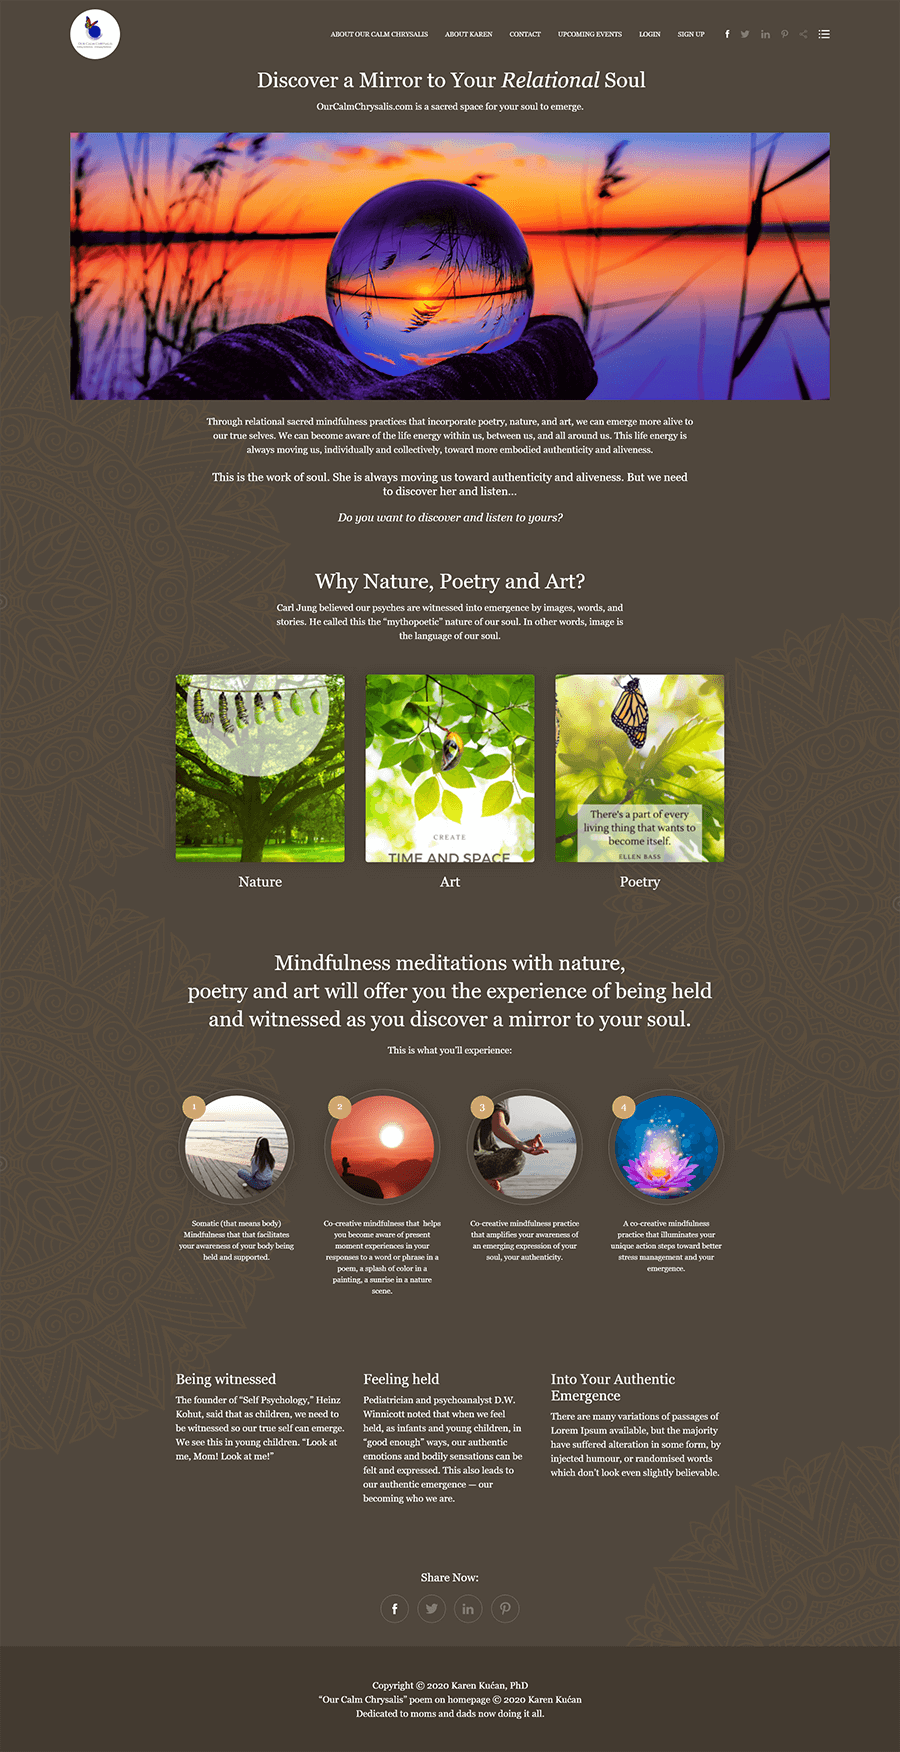 ABOUT OUR CALM CHRYSALIS ABOUT KAREN CONTACT UPCOMING EVENTS LOGIN SIGN UP
Discover a Mirror to Your Relational Soul
OurCalmChrysalis.com is a sacred space for your soul to emerge.
Through relational sacred mindfulness practices that incorporate poetry, nature, and art, we can emerge more alive to
our true selves. We can become aware of the life energy within us, between us, and all around us. This life energy is
always moving us, individually and collectively, toward more embodied authenticity and aliveness.
This is the work of soul. She is always moving us toward authenticity and aliveness. But we need
to discover her and listen...
Do you want to discover and listen to yours?
Why Nature, Poetry and Art?
Carl Jung believed our psyches are witnessed into emergence by images, words, and
stories. He called this the “mythopoetic” nature of our soul. In other words, image is
the language of our soul.
CREATE
TIME AND SPACE
There's a part of every
living thing that wants to
become itself.
ELLEN BASS
Nature
Art
Poetry
Mindfulness meditations with nature,
poetry and art will offer you the experience of being held
and witnessed as you discover a mirror to your soul.
This is what you’ll experience:
1
Somatic (that means body)
Mindfulness that that facilitates
your awareness of your body being
held and supported.
2
Co-creative mindfulness that helps
you become aware of present
moment experiences in your
responses to a word or phrase in a
poem, a splash of color in a
painting, a sunrise in a nature
scene.
3
Co-creative mindfulness practice
that amplifies your awareness of
an emerging expression of your
soul, your authenticity.
4
A co-creative mindfulness
practice that illuminates your
unique action steps toward better
stress management and your
emergence.
Being witnessed
The founder of “Self Psychology,” Heinz
Kohut, said that as children, we need to
be witnessed so our true self can emerge.
We see this in young children. “Look at
me, Mom! Look at me!”
Feeling held
Pediatrician and psychoanalyst D.W.
Winnicott noted that when we feel
held, as infants and young children, in
“good enough” ways, our authentic
emotions and bodily sensations can be
felt and expressed. This also leads to
our authentic emergence — our
becoming who we are.
Into Your Authentic
Emergence
There are many variations of passages of
Lorem Ipsum available, but the majority
have suffered alteration in some form, by
injected humour, or randomised words
which don’t look even slightly believable.
Share Now:
Copyright © 2020 Karen Kućan, PhD
“Our Calm Chrysalis” poem on homepage © 2020 Karen Kućan
Dedicated to moms and dads now doing it all.